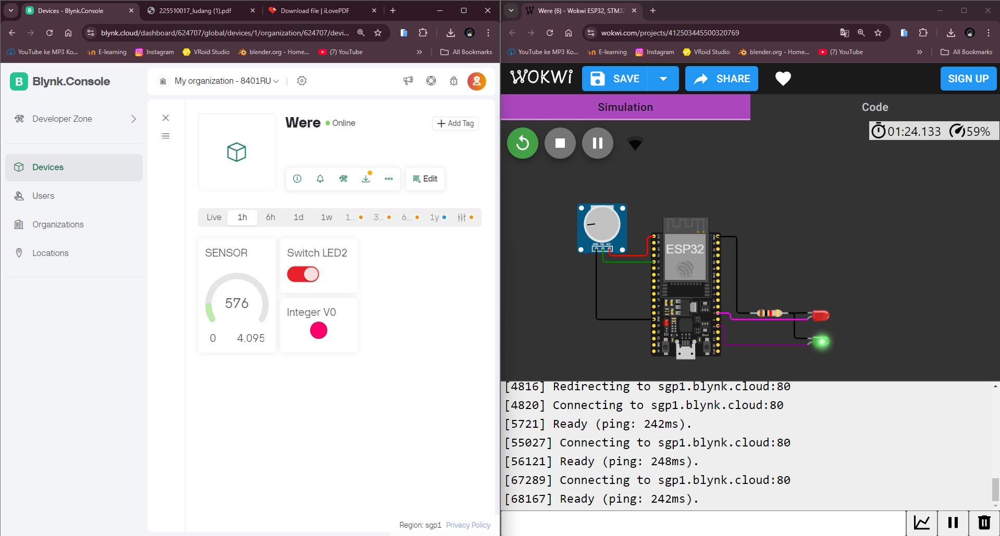 Devices - Blynk.Console
225510017_ludang (1).pdf
Download file | iLovePDF
blynk.cloud/dashboard/624707/global/devices/1/organization/624707/devi...
YouTube ke MP3 Ko...
E-learning
Instagram
VRoid Studio
blender.org - Home...
(7) YouTube
All Bookmarks
B Blynk.Console
My organization - 8401RU
Developer Zone
Devices
Users
Organizations
Locations
Were
Online
Add Tag
Edit
Live 1h 6h 1d 1w 1... 3... 6... 1y
SENSOR
576
0 4.095
Switch LED2
Integer V0
Region: sgp1 Privacy Policy
Were (6) - Wokwi ESP32, STM32
wokwi.com/projects/412503445500320769
YouTube ke MP3 Ko...
E-learning
Instagram
VRoid Studio
blender.org - Home...
(7) YouTube
All Bookmarks
WOKWi
SAVE
SHARE
SIGN UP
Simulation
Code
01:24.133 59%
GND SIG VCC
ESP32
EN
Boot
[4816] Redirecting to sgp1.blynk.cloud:80
[4820] Connecting to sgp1.blynk.cloud:80
[5721] Ready (ping: 242ms).
[55027] Connecting to sgp1.blynk.cloud:80
[56121] Ready (ping: 248ms).
[67289] Connecting to sgp1.blynk.cloud:80
[68167] Ready (ping: 242ms).